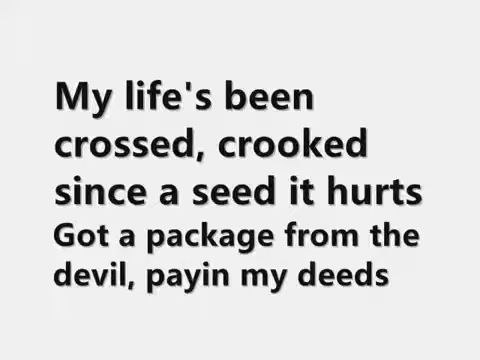 My life's been
crossed, crooked
since a seed it hurts
Got a package from the
devil, payin my deeds